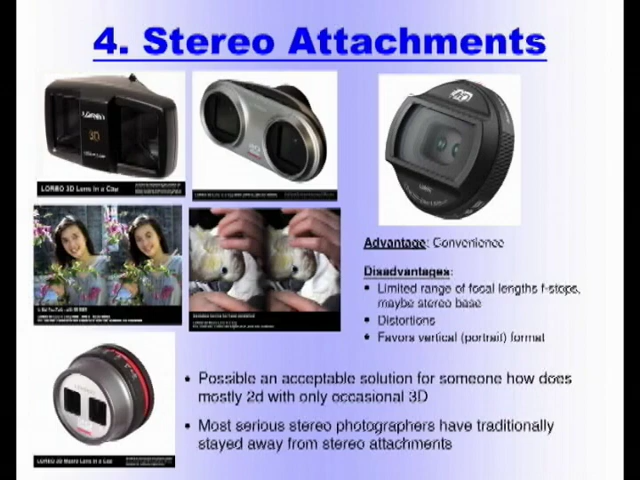 4. Stereo Attachments
LOREO
3D
LOREO 3D Lens in a Cap
Advantage: Convenience
Disadvantages:
• Limited range of focal lengths f-stops,
maybe stereo base
• Distortions
• Favors vertical (portrait) format
LOREO 3D Macro Lens in a Cap
• Possible an acceptable solution for someone how does
mostly 2d with only occasional 3D
• Most serious stereo photographers have traditionally
stayed away from stereo attachments